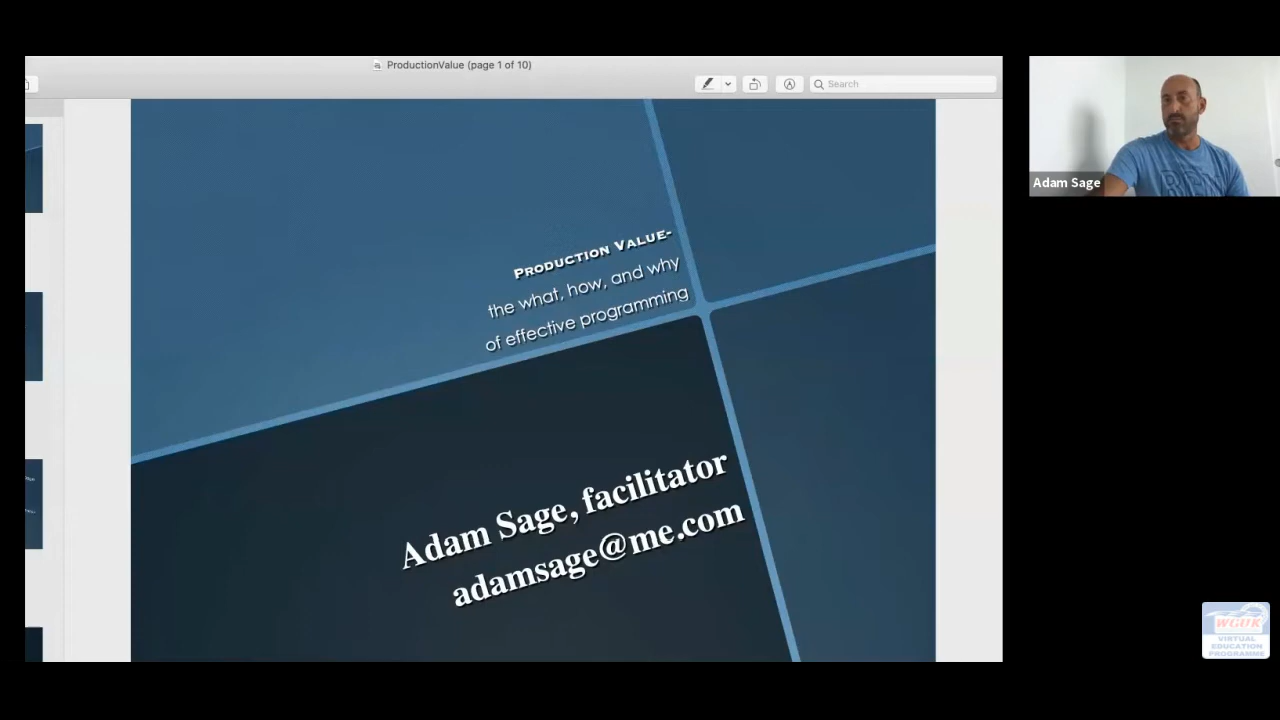 ProductionValue (page 1 of 10)
Search
Production Value-
the what, how, and why
of effective programming
Adam Sage, facilitator
adamsage@me.com
Adam Sage
WGUK
VIRTUAL
EDUCATION
PROGRAMME